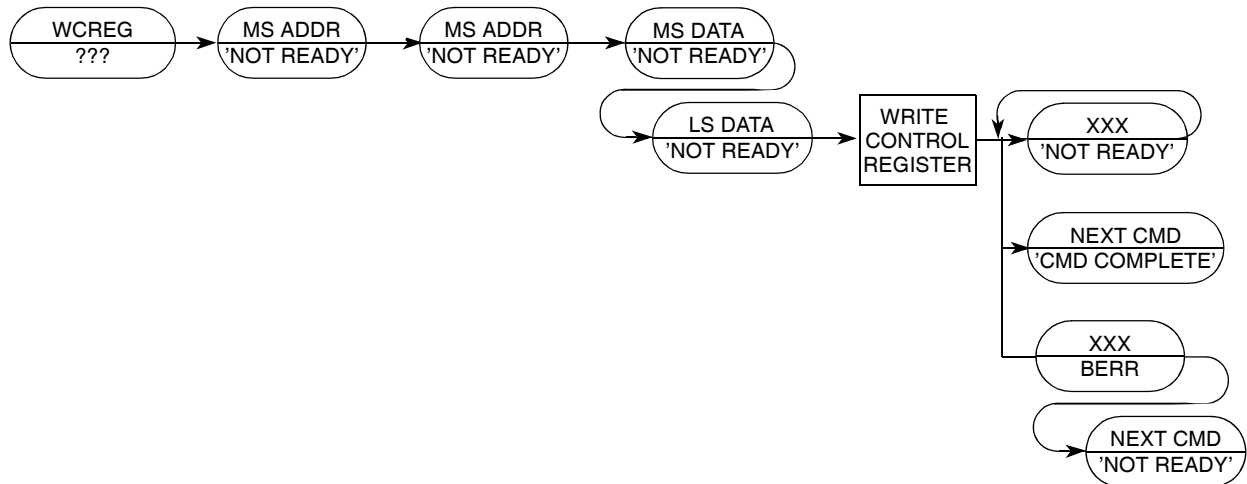 WCREG
???
MS ADDR
'NOT READY'
MS ADDR
'NOT READY'
MS DATA
'NOT READY'
LS DATA
'NOT READY'
WRITE
CONTROL
REGISTER
XXX
'NOT READY'
NEXT CMD
'CMD COMPLETE'
XXX
BERR
NEXT CMD
'NOT READY'